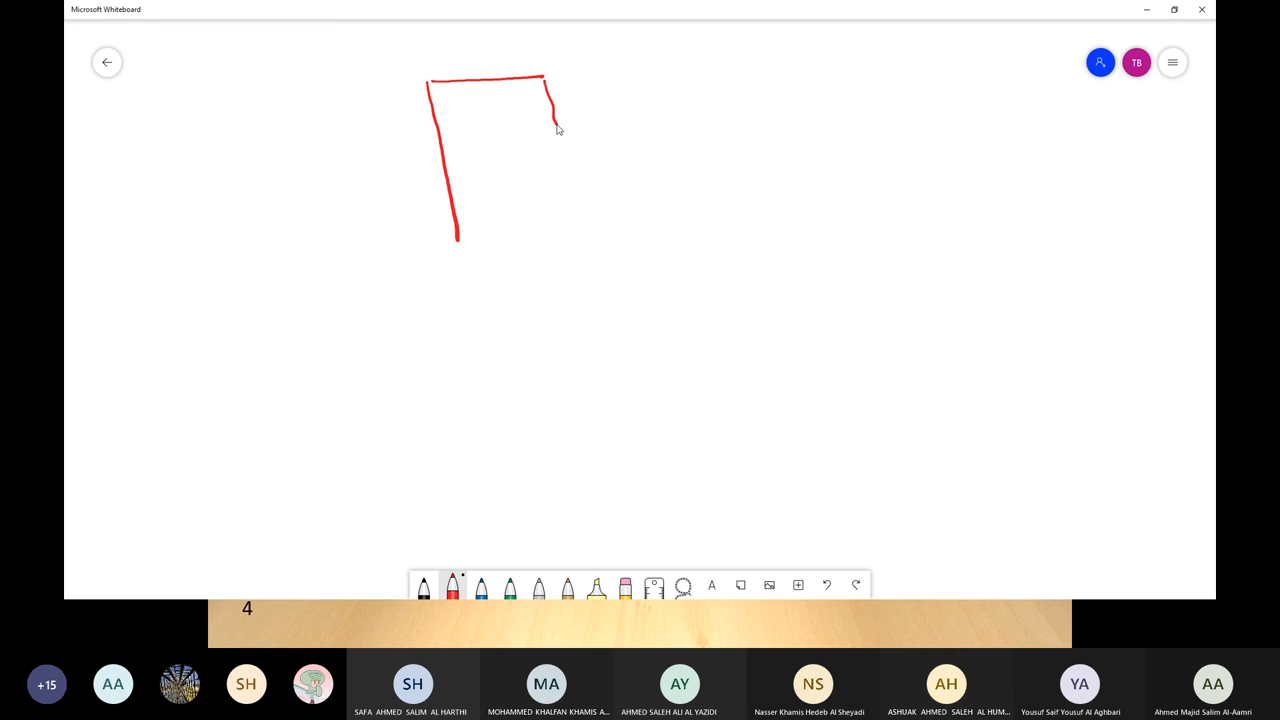 Microsoft Whiteboard
TB
A
4
+15
AA
SH
SH
MA
AY
NS
AH
YA
AA
SAFA AHMED SALIM AL HARTHI
MOHAMMED KHALFAN KHAMIS A...
AHMED SALEH ALI AL YAZIDI
Nasser Khamis Hedeb Al Sheyadi
ASHUAK AHMED SALEH AL HUM...
Yousuf Saif Yousuf Al Aghbari
Ahmed Majid Salim Al-Aamri